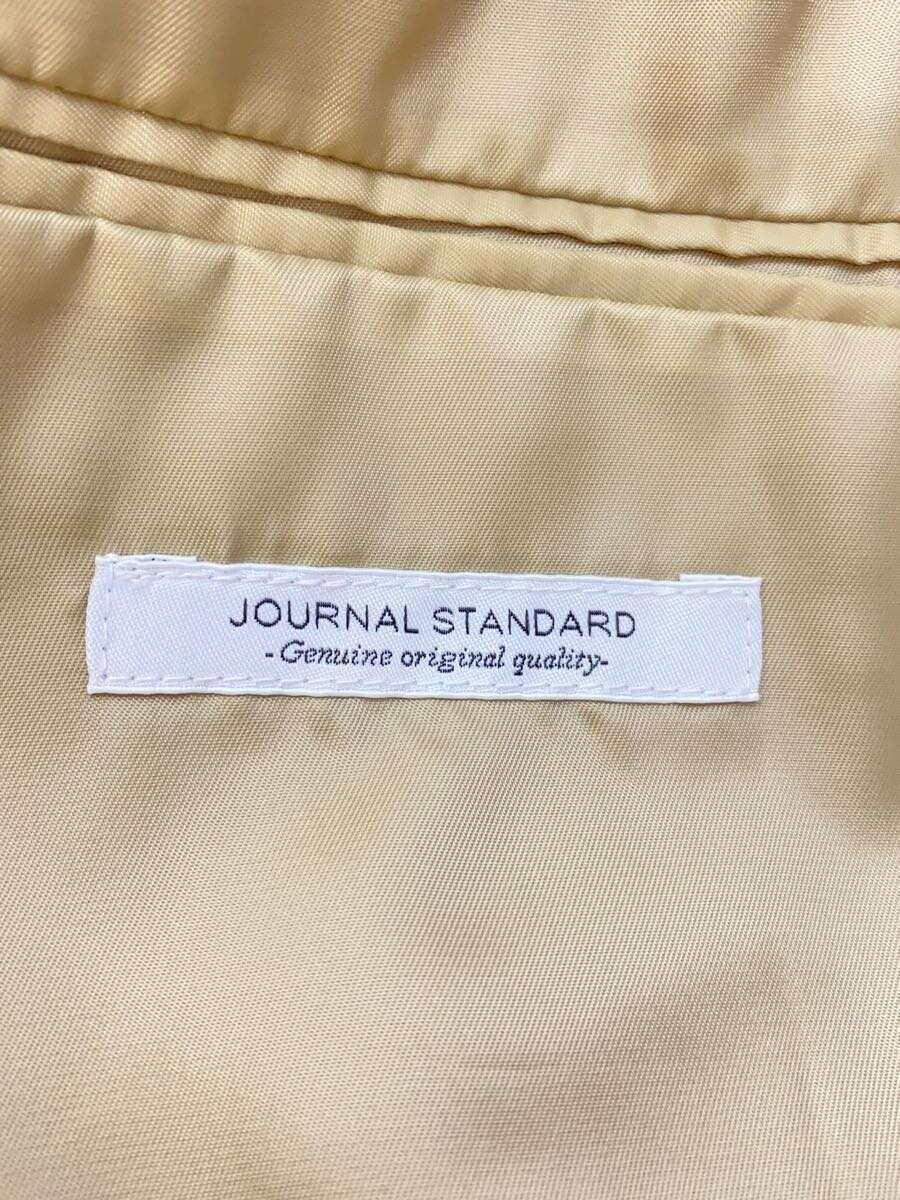 JOURNAL STANDARD
-Genuine original quality-